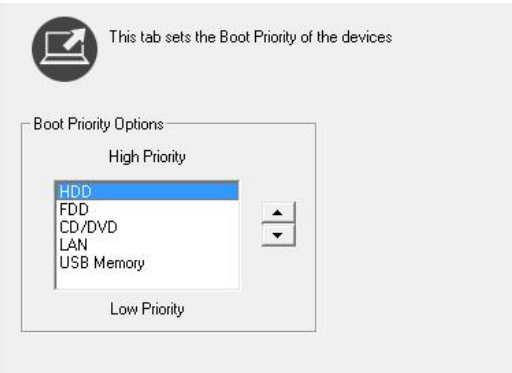 This tab sets the Boot Priority of the devices
Boot Priority Options
High Priority
HDD
FDD
CD/DVD
LAN
USB Memory
Low Priority